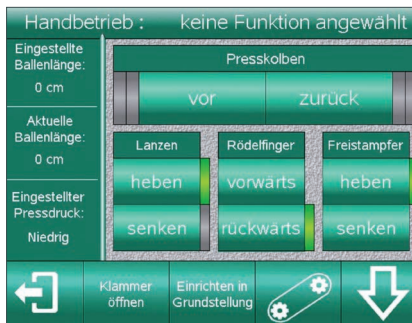 Handbetrieb : keine Funktion angewählt
Eingestellte
Ballenlänge:
0 cm
Aktuelle
Ballenlänge:
0 cm
Eingestellter
Pressdruck:
Niedrig
Presskolben
vor zurück
Lanzen
heben
senken
Rödelfinger
vorwärts
rückwärts
Freistampfer
heben
senken
Klammer
öffnen
Einrichten in
Grundstellung